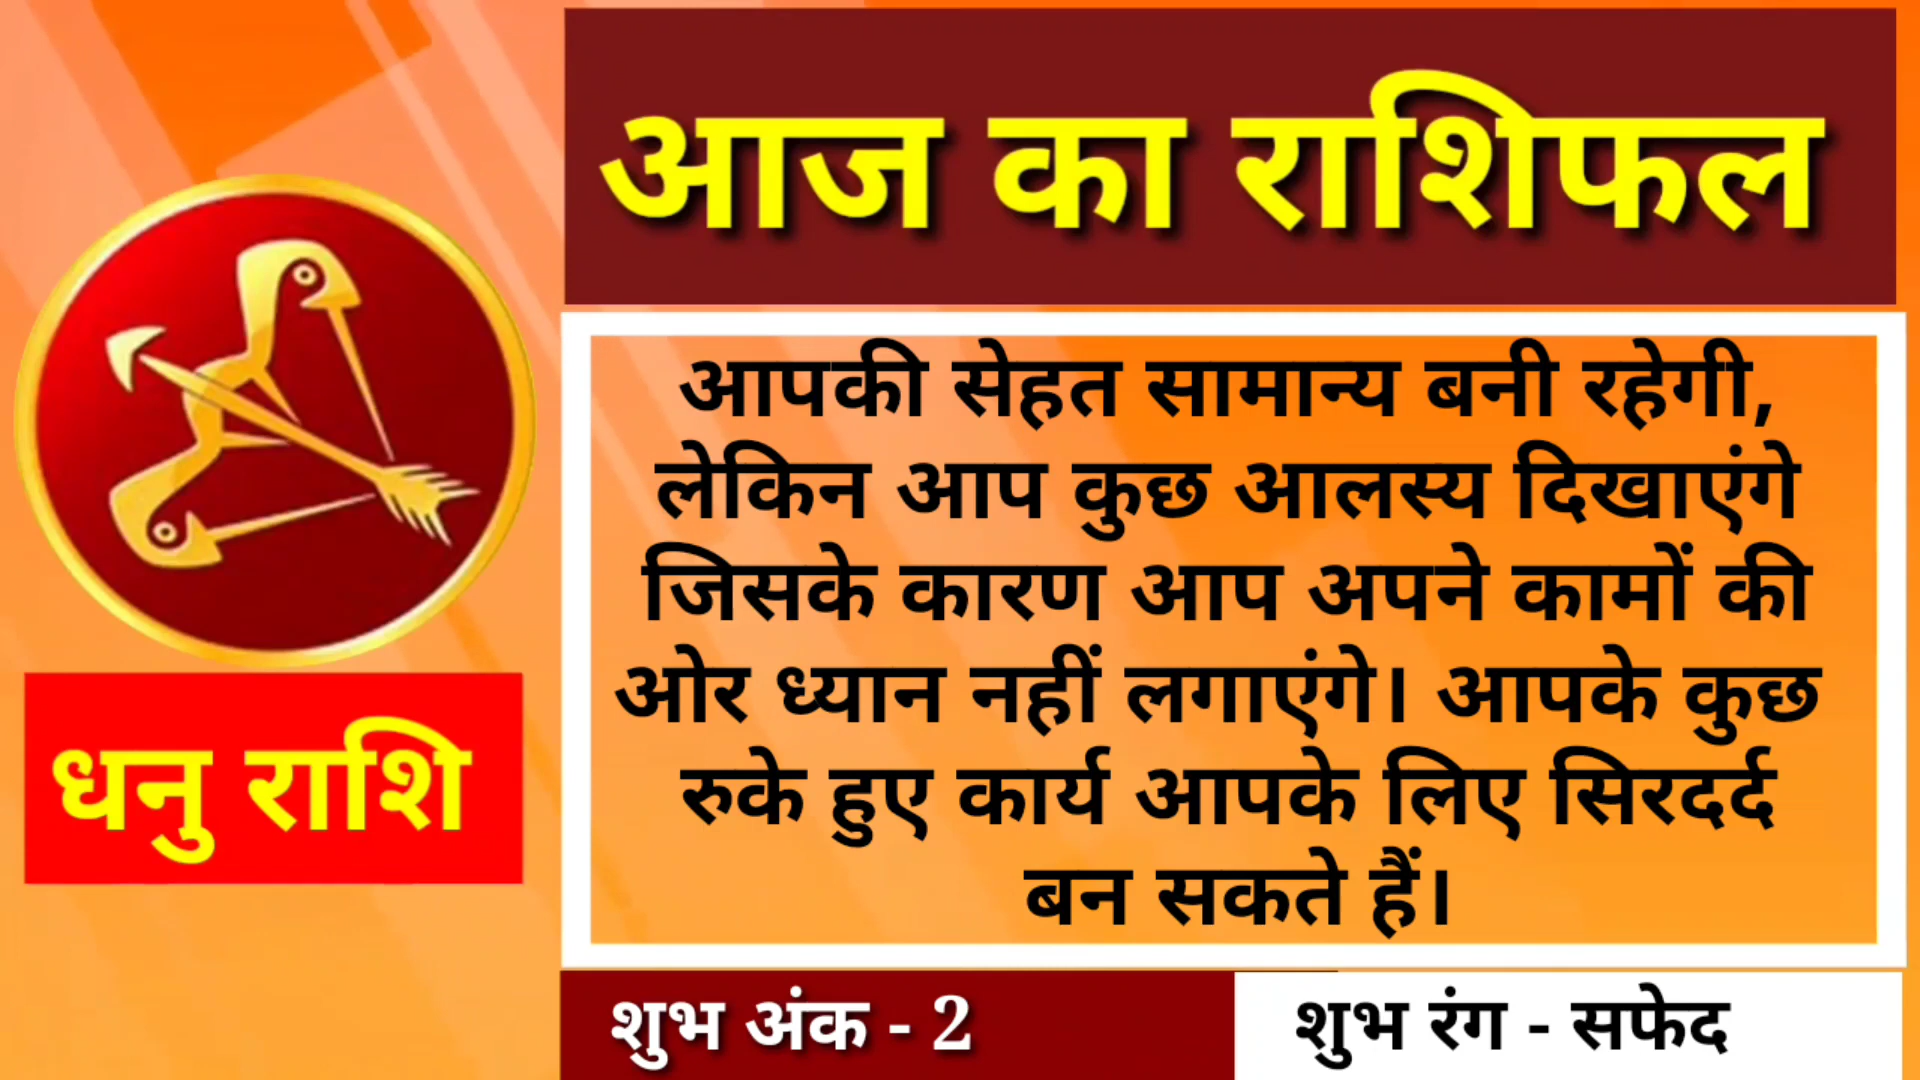 आज का राशिफल
धनु राशि
आपकी सेहत सामान्य बनी रहेगी,
लेकिन आप कुछ आलस्य दिखाएंगे
जिसके कारण आप अपने कामों की
ओर ध्यान नहीं लगाएंगे। आपके कुछ
रुके हुए कार्य आपके लिए सिरदर्द
बन सकते हैं।
शुभ अंक - 2
शुभ रंग - सफेद